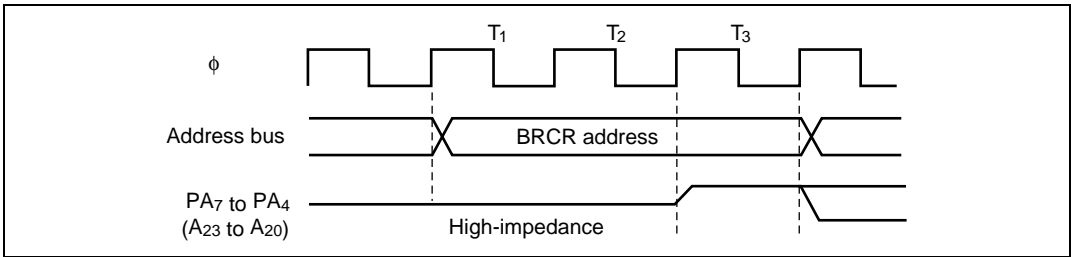 T1 T2 T3
φ
Address bus BRCR address
PA7 to PA4
(A23 to A20) High-impedance